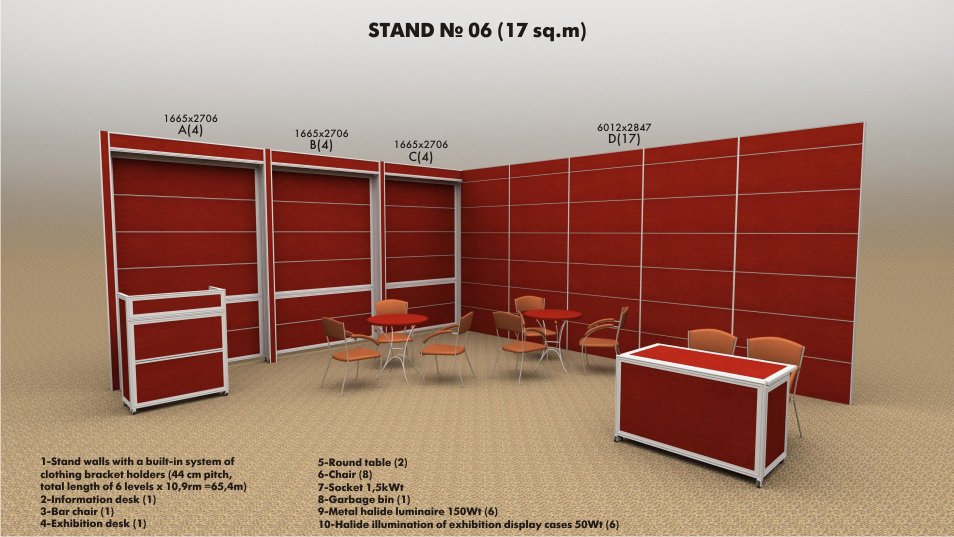 STAND № 06 (17 sq.m)
1665x2706
A(4)
1665x2706
B(4)
1665x2706
C(4)
6012x2847
D(17)
1-Stand walls with a built-in system of
clothing bracket holders (44 cm pitch,
total length of 6 levels x 10,9rm =65,4m)
2-Information desk (1)
3-Bar chair (1)
4-Exhibition desk (1)
5-Round table (2)
6-Chair (8)
7-Socket 1,5kWt
8-Garbage bin (1)
9-Metal halide luminaire 150Wt (6)
10-Halide illumination of exhibition display cases 50Wt (6)